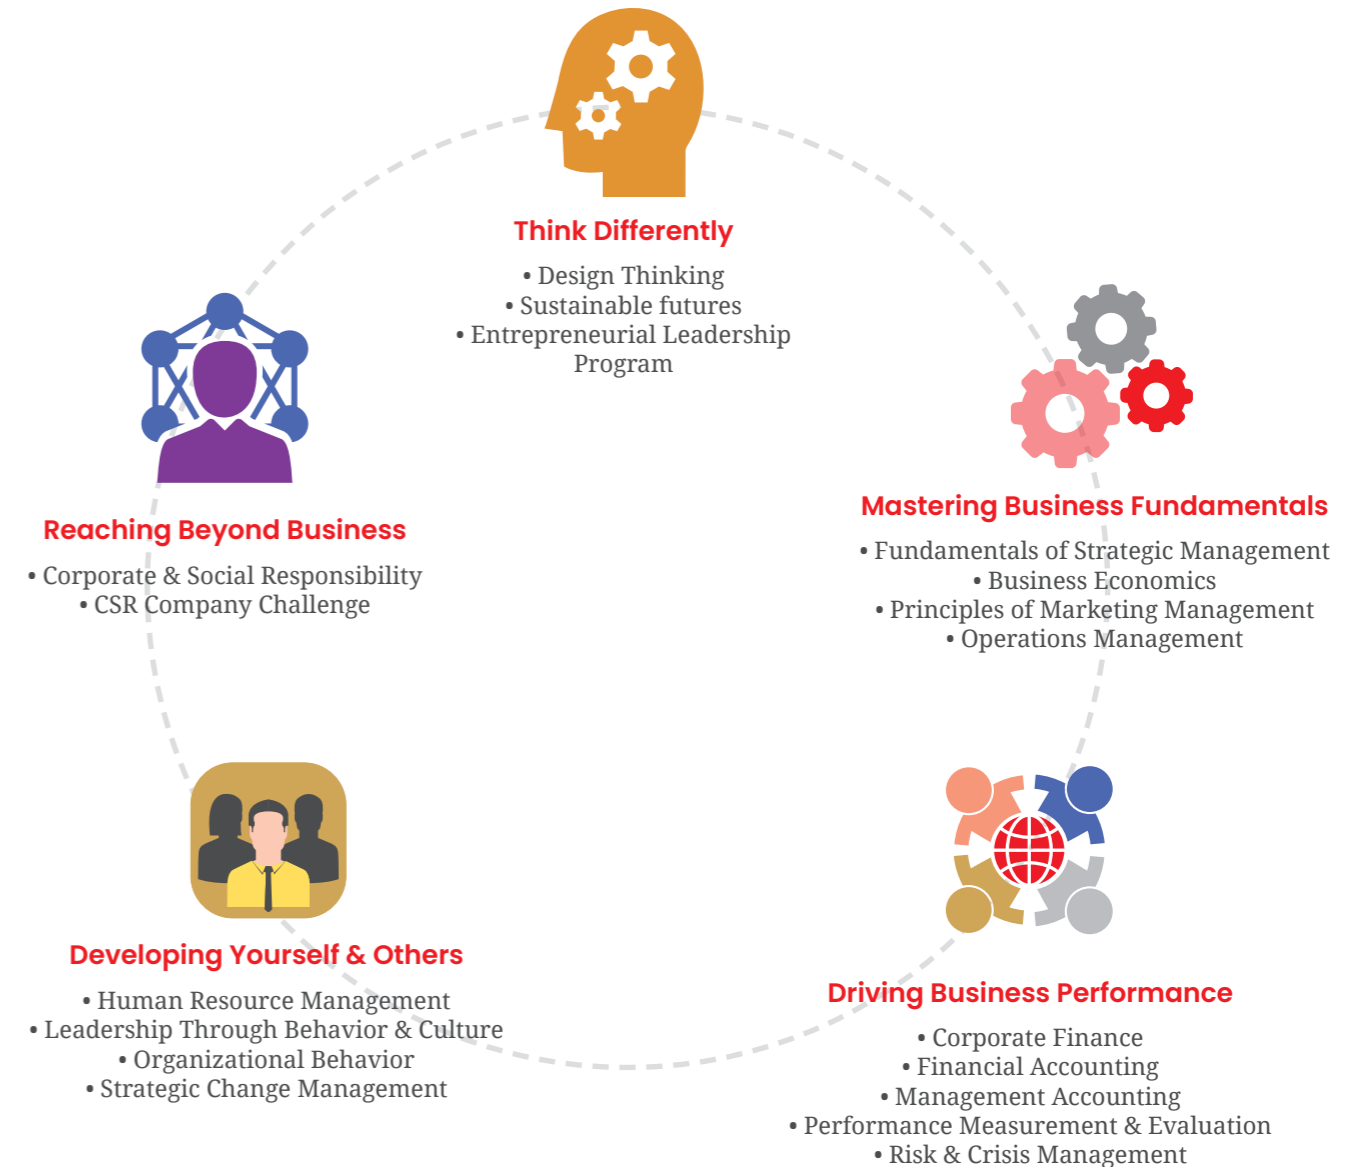 Think Differently
• Design Thinking
• Sustainable futures
• Entrepreneurial Leadership
Program
Mastering Business Fundamentals
• Fundamentals of Strategic Management
• Business Economics
• Principles of Marketing Management
• Operations Management
Driving Business Performance
• Corporate Finance
• Financial Accounting
• Management Accounting
• Performance Measurement & Evaluation
• Risk & Crisis Management
Developing Yourself & Others
• Human Resource Management
• Leadership Through Behavior & Culture
• Organizational Behavior
• Strategic Change Management
Reaching Beyond Business
• Corporate & Social Responsibility
• CSR Company Challenge